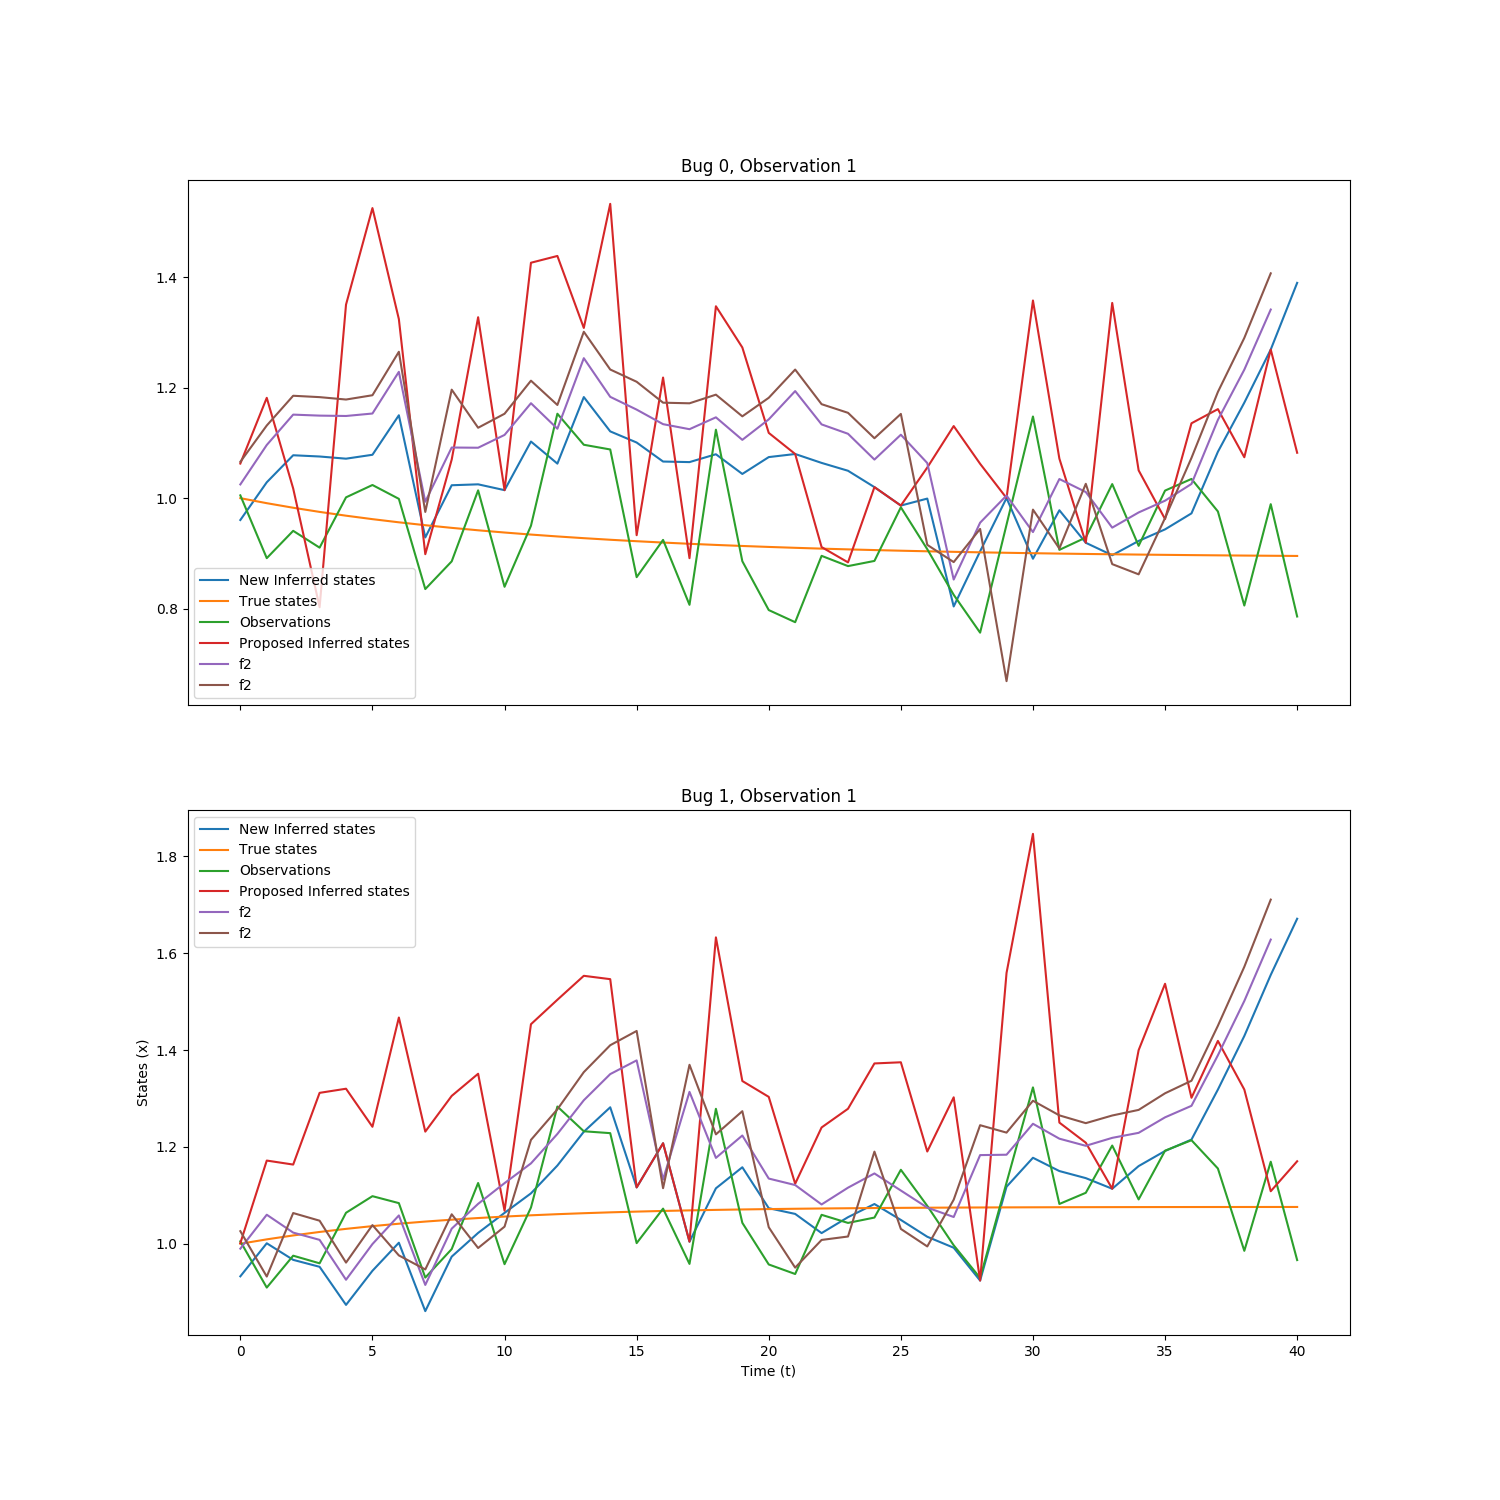 Bug 0, Observation 1
1.4
1.2
1.0
0.8
New Inferred states
True states
Observations
Proposed Inferred states
f2
f2
Bug 1, Observation 1
New Inferred states
True states
Observations
Proposed Inferred states
f2
f2
1.8
1.6
1.4
1.2
1.0
States (x)
0 5 10 15 20 25 30 35 40
Time (t)